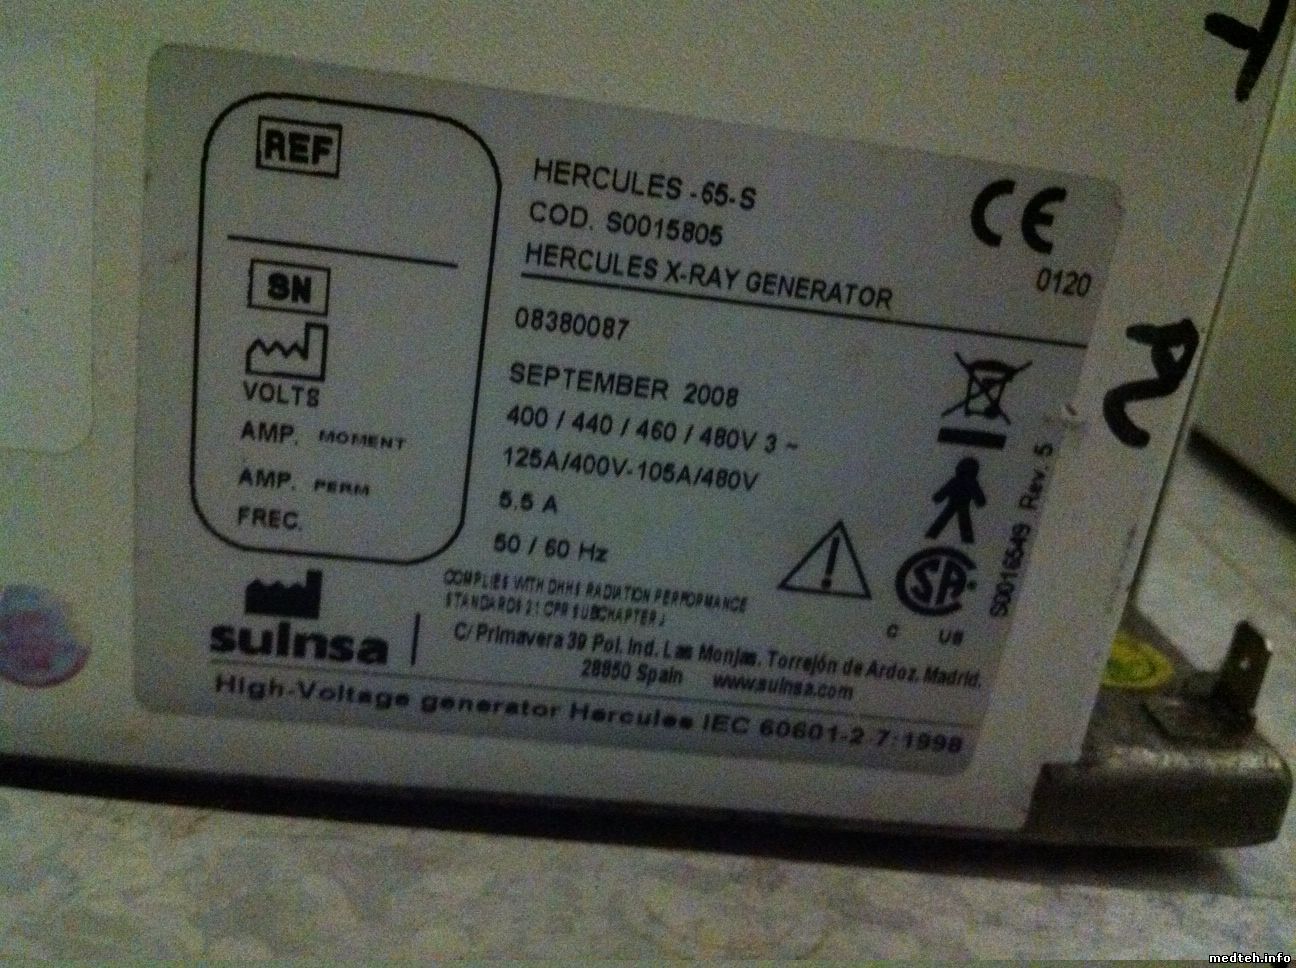 REF
HERCULES -65-S
COD. S0015805
HERCULES X-RAY GENERATOR
CE
0120
SN
08380087
SEPTEMBER 2008
VOLTS
400 / 440 / 460 / 480V 3 ~
AMP. MOMENT
125A/400V-105A/480V
AMP. PERM
5.5 A
FREC.
50 / 60 Hz
COMPLIES WITH DHHS RADIATION PERFORMANCE
STANDARDS 21 CFR SUBCHAPTER J
SA
C US
S0016549 Rev. 5
suinsa
C/ Primavera 39 Pol. Ind. Las Monjas. Torrejón de Ardoz. Madrid.
28850 Spain www.suinsa.com
High-Voltage generator Hercules IEC 60601-2 7:1998
medteh.info